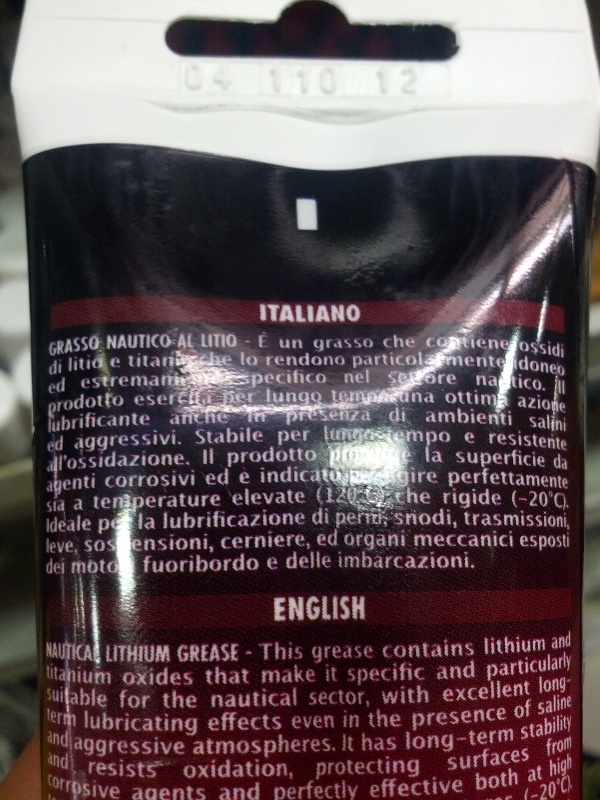 04 110 12
ITALIANO
GRASSO NAUTICO AL LITIO - È un grasso che contiene ossidi
di litio e titanio che lo rendono particolarmente idoneo
ed estremamente specifico nel settore nautico. Il
prodotto esercita per lungo tempo una ottima azione
lubrificante anche in presenza di ambienti salini
ed aggressivi. Stabile per lungo tempo e resistente
all'ossidazione. Il prodotto protegge la superficie da
agenti corrosivi ed è indicato per agire perfettamente
sia a temperature elevate (120°C) che rigide (-20°C).
Ideale per la lubrificazione di perni, snodi, trasmissioni,
leve, sospensioni, cerniere, ed organi meccanici esposti
dei motori fuoribordo e delle imbarcazioni.
ENGLISH
NAUTICAL LITHIUM GREASE - This grease contains lithium and
titanium oxides that make it specific and particularly
suitable for the nautical sector, with excellent long-
term lubricating effects even in the presence of saline
and aggressive atmospheres. It has long-term stability
and resists oxidation, protecting surfaces from
corrosive agents and perfectly effective both at high
(-20°C).